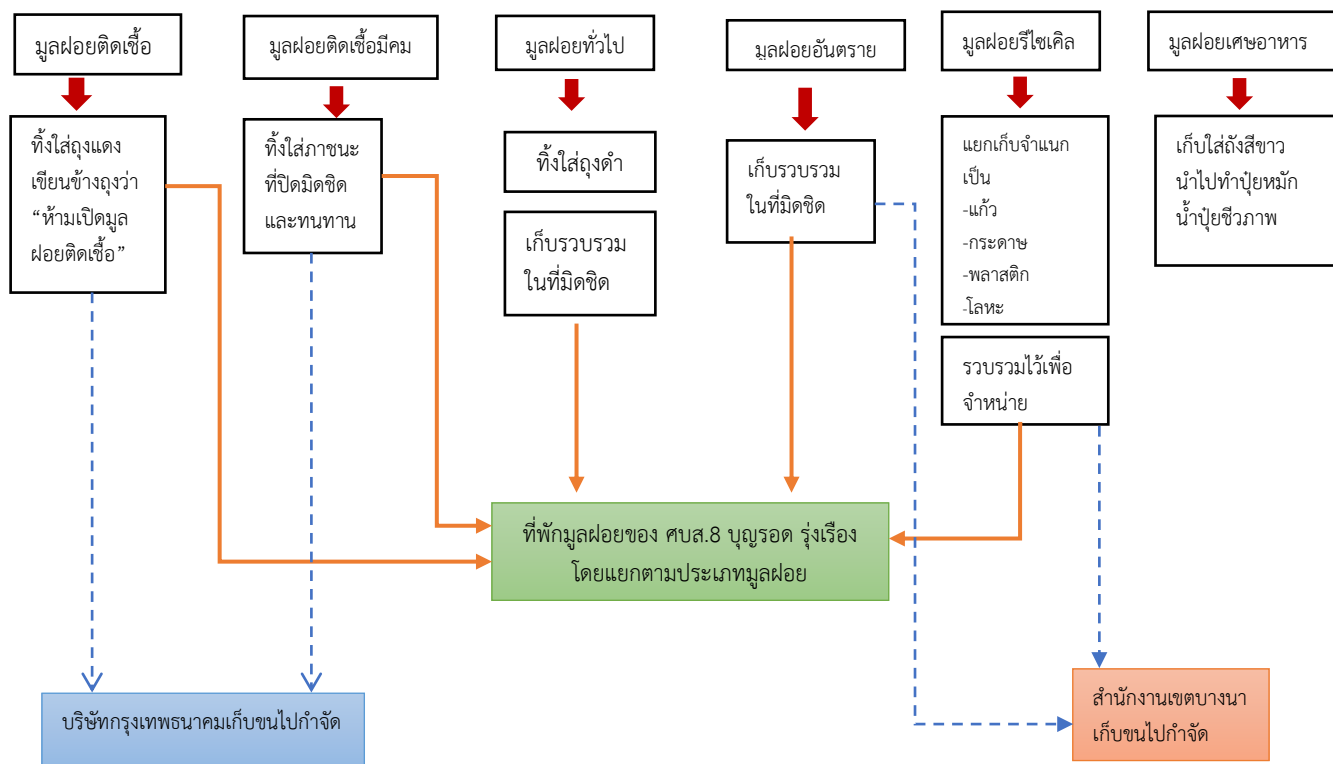 มูลฝอยติดเชื้อ
มูลฝอยติดเชื้อมีคม
มูลฝอยทั่วไป
มูลฝอยอันตราย
มูลฝอยรีไซเคิล
มูลฝอยเศษอาหาร
ทิ้งใส่ถุงแดง
เขียนข้างถุงว่า
“ห้ามเปิดมูล
ฝอยติดเชื้อ”
ทิ้งใส่ภาชนะ
ที่ปิดมิดชิด
และทนทาน
ทิ้งใส่ถุงดำ
เก็บรวบรวม
ในที่มิดชิด
เก็บรวบรวม
ในที่มิดชิด
แยกเก็บจำแนก
เป็น
-แก้ว
-กระดาษ
-พลาสติก
-โลหะ
รวบรวมไว้เพื่อ
จำหน่าย
เก็บใส่ถังสีขาว
นำไปทำปุ๋ยหมัก
น้ำปุ๋ยชีวภาพ
ที่พักมูลฝอยของ ศบส.8 บุญรอด รุ่งเรือง
โดยแยกตามประเภทมูลฝอย
บริษัทกรุงเทพธนาคมเก็บขนไปกำจัด
สำนักงานเขตบางนา
เก็บขนไปกำจัด